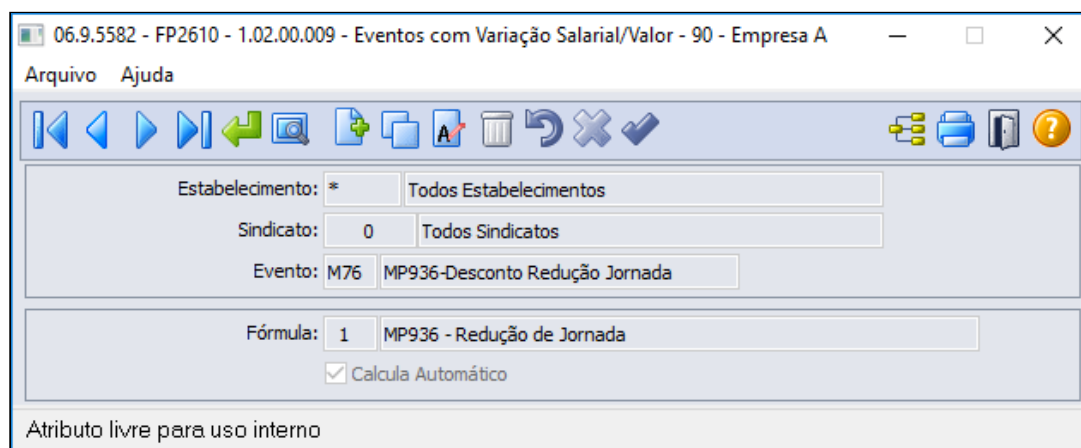 06.9.5582 - FP2610 - 1.02.00.009 - Eventos com Variação Salarial/Valor - 90 - Empresa A
Arquivo Ajuda
Estabelecimento: * Todos Estabelecimentos
Sindicato: 0 Todos Sindicatos
Evento: M76 MP936-Desconto Redução Jornada
Fórmula: 1 MP936 - Redução de Jornada
Calcula Automático
Atributo livre para uso interno